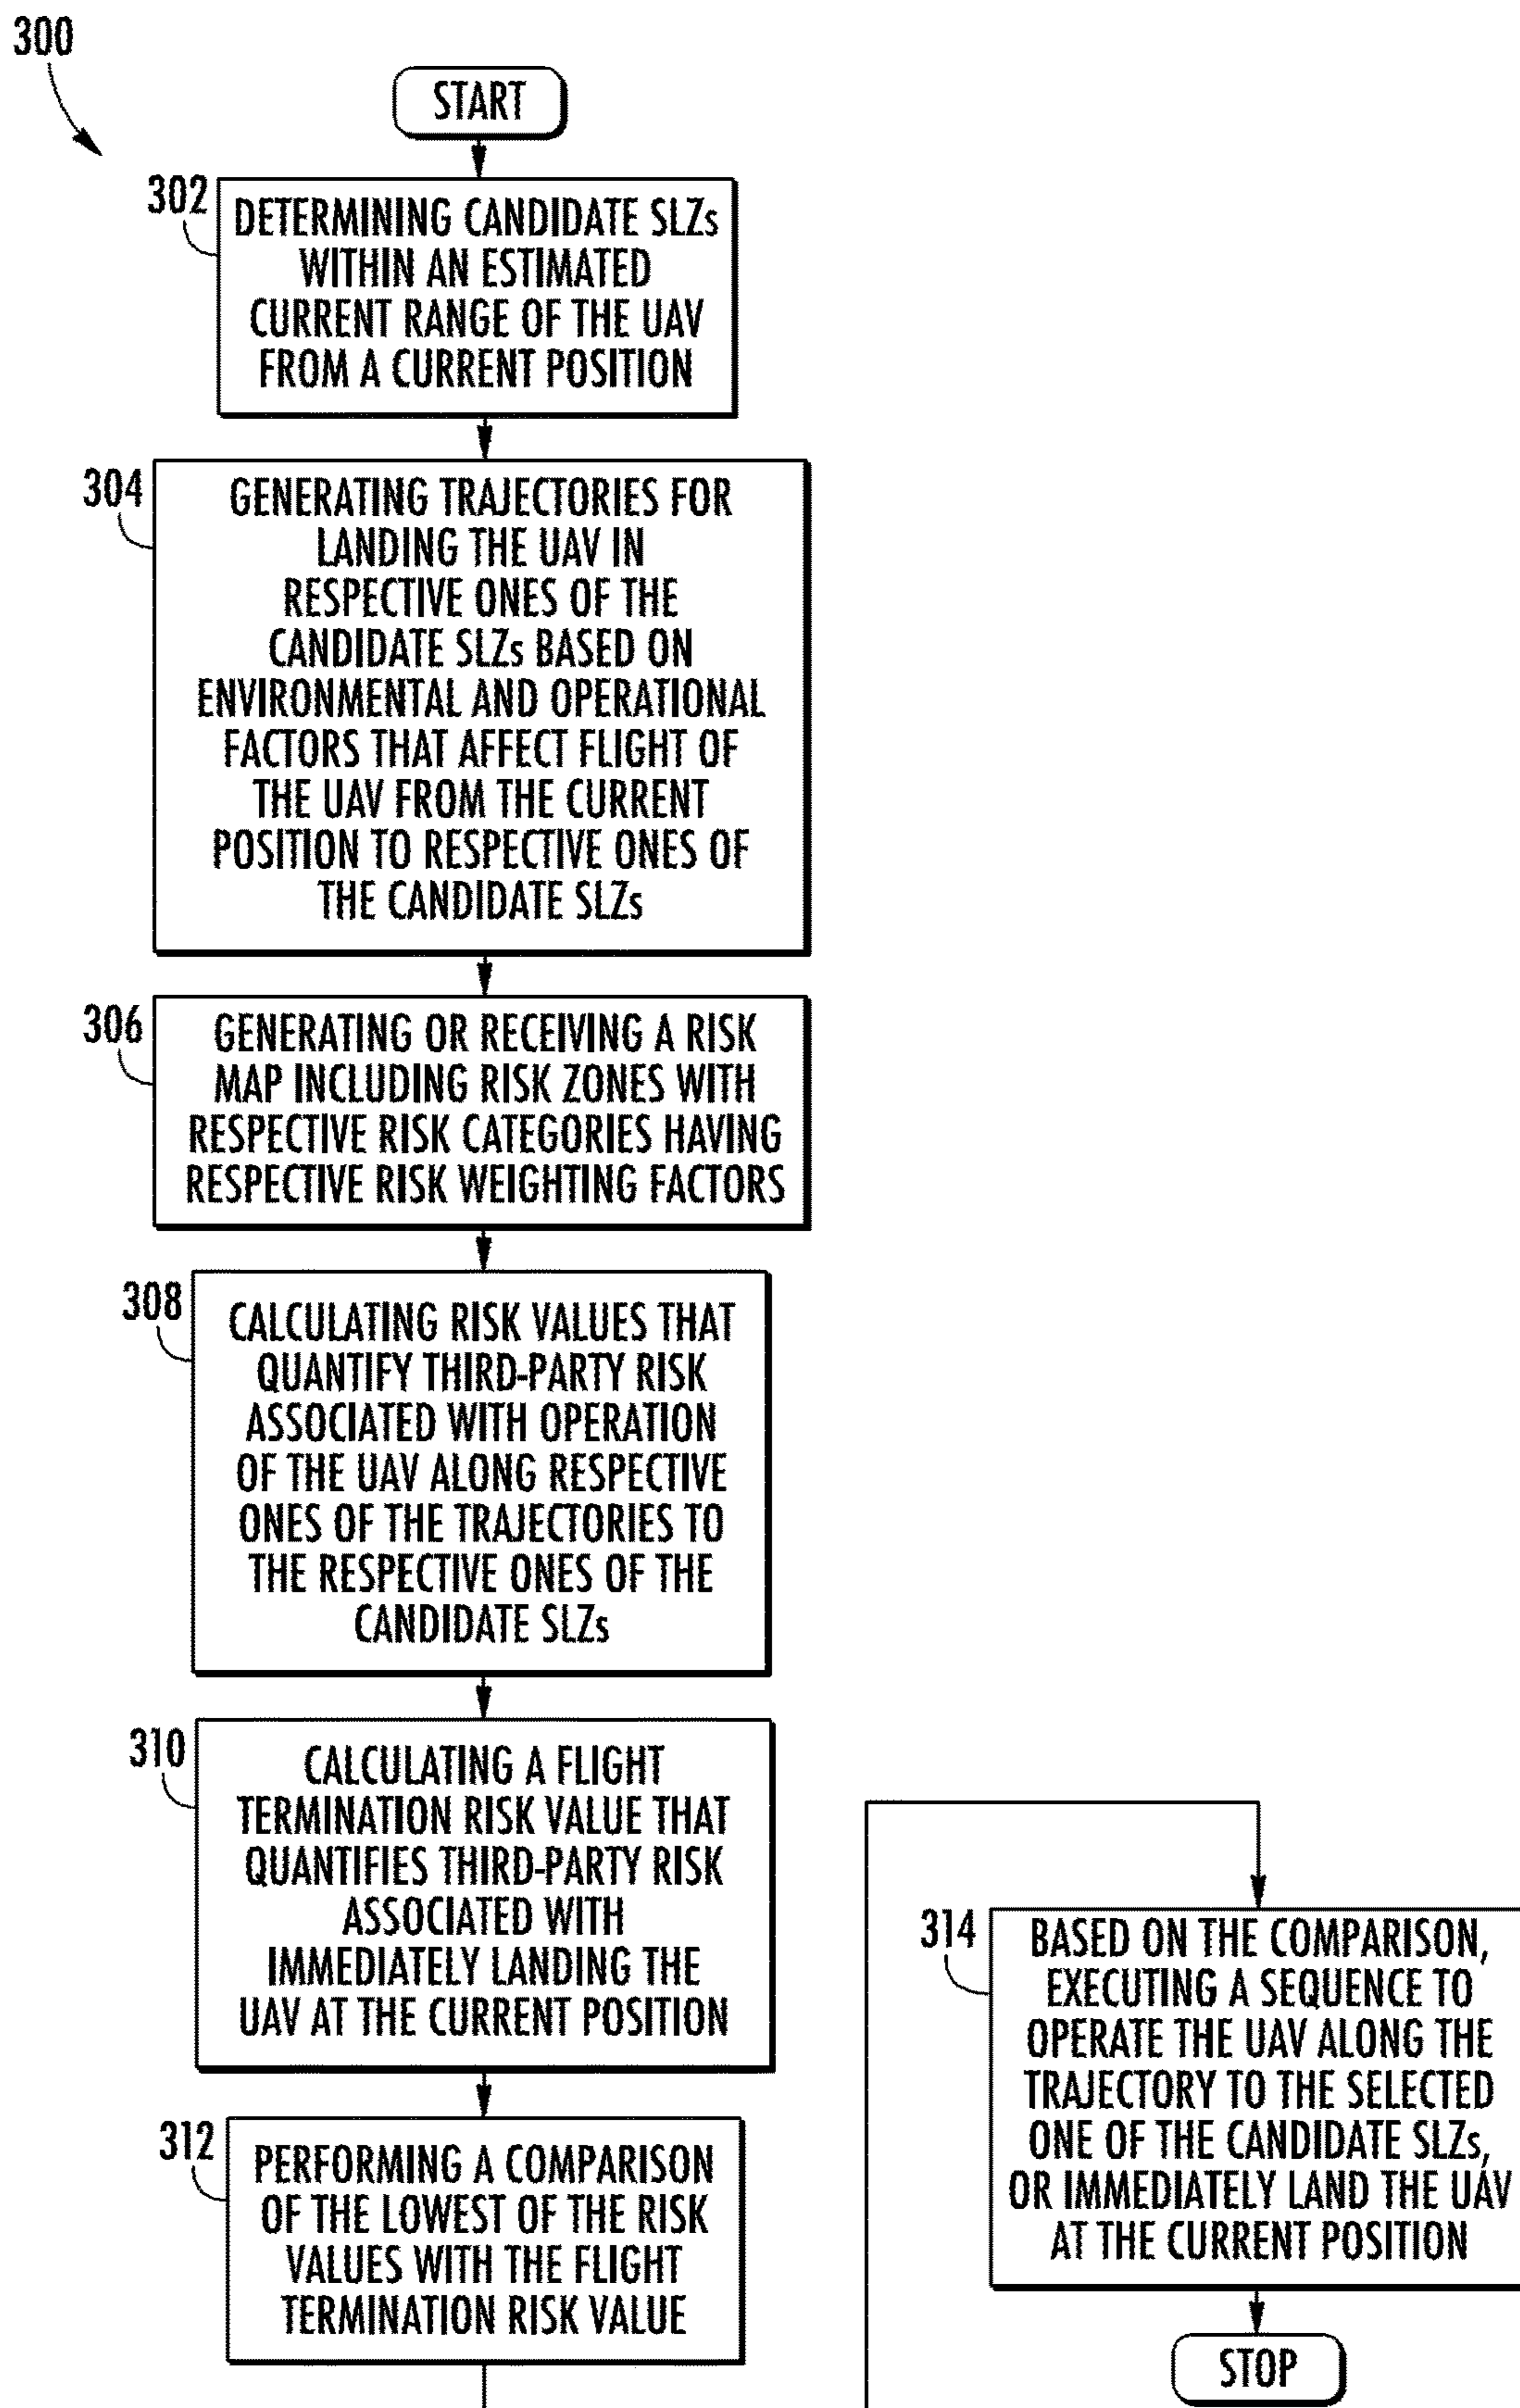 300
START
302
DETERMINING CANDIDATE SLZs
WITHIN AN ESTIMATED
CURRENT RANGE OF THE UAV
FROM A CURRENT POSITION
304
GENERATING TRAJECTORIES FOR
LANDING THE UAV IN
RESPECTIVE ONES OF THE
CANDIDATE SLZs BASED ON
ENVIRONMENTAL AND OPERATIONAL
FACTORS THAT AFFECT FLIGHT OF
THE UAV FROM THE CURRENT
POSITION TO RESPECTIVE ONES OF
THE CANDIDATE SLZs
306
GENERATING OR RECEIVING A RISK
MAP INCLUDING RISK ZONES WITH
RESPECTIVE RISK CATEGORIES HAVING
RESPECTIVE RISK WEIGHTING FACTORS
308
CALCULATING RISK VALUES THAT
QUANTIFY THIRD-PARTY RISK
ASSOCIATED WITH OPERATION
OF THE UAV ALONG RESPECTIVE
ONES OF THE TRAJECTORIES TO
THE RESPECTIVE ONES OF THE
CANDIDATE SLZs
310
CALCULATING A FLIGHT
TERMINATION RISK VALUE THAT
QUANTIFIES THIRD-PARTY RISK
ASSOCIATED WITH
IMMEDIATELY LANDING THE
UAV AT THE CURRENT POSITION
312
PERFORMING A COMPARISON
OF THE LOWEST OF THE RISK
VALUES WITH THE FLIGHT
TERMINATION RISK VALUE
314
BASED ON THE COMPARISON,
EXECUTING A SEQUENCE TO
OPERATE THE UAV ALONG THE
TRAJECTORY TO THE SELECTED
ONE OF THE CANDIDATE SLZs,
OR IMMEDIATELY LAND THE UAV
AT THE CURRENT POSITION
STOP